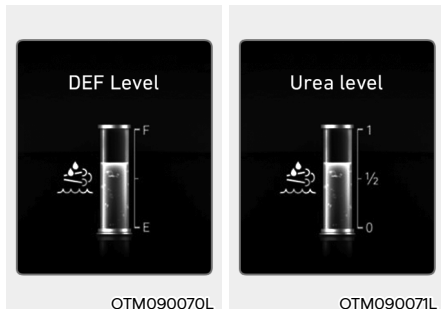 DEF Level
F
E
OTM090070L
Urea level
1
½
0
OTM090071L